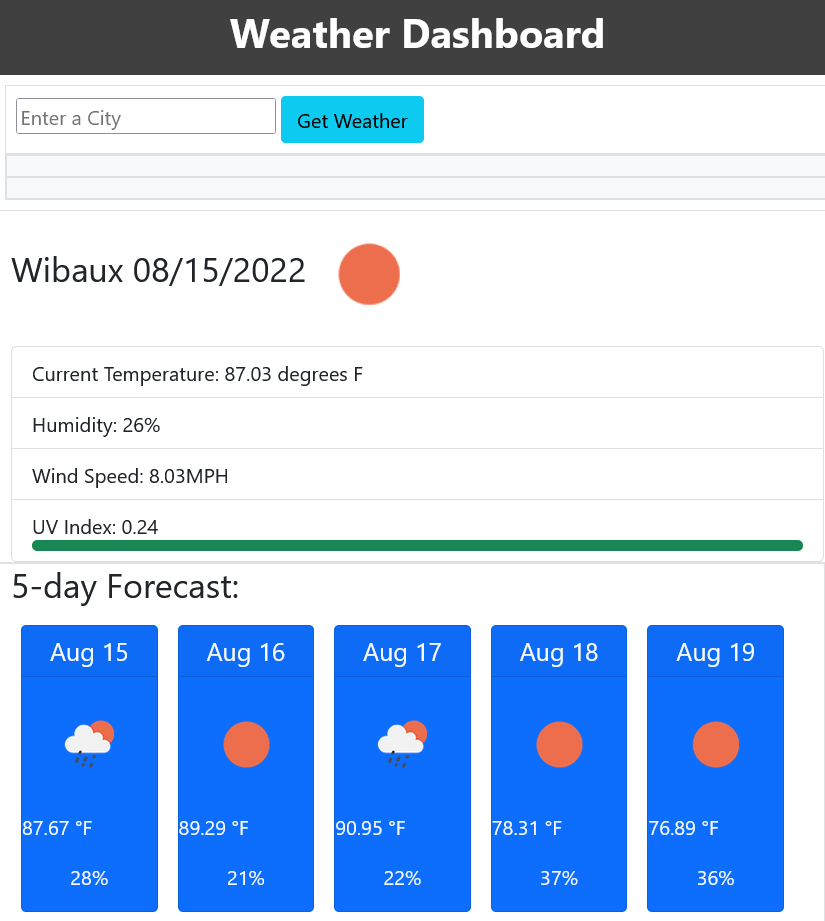 Weather Dashboard
Enter a City
Get Weather
Wibaux 08/15/2022
Current Temperature: 87.03 degrees F
Humidity: 26%
Wind Speed: 8.03MPH
UV Index: 0.24
5-day Forecast:
Aug 15 Aug 16 Aug 17 Aug 18 Aug 19
87.67 °F 89.29 °F 90.95 °F 78.31 °F 76.89 °F
28% 21% 22% 37% 36%